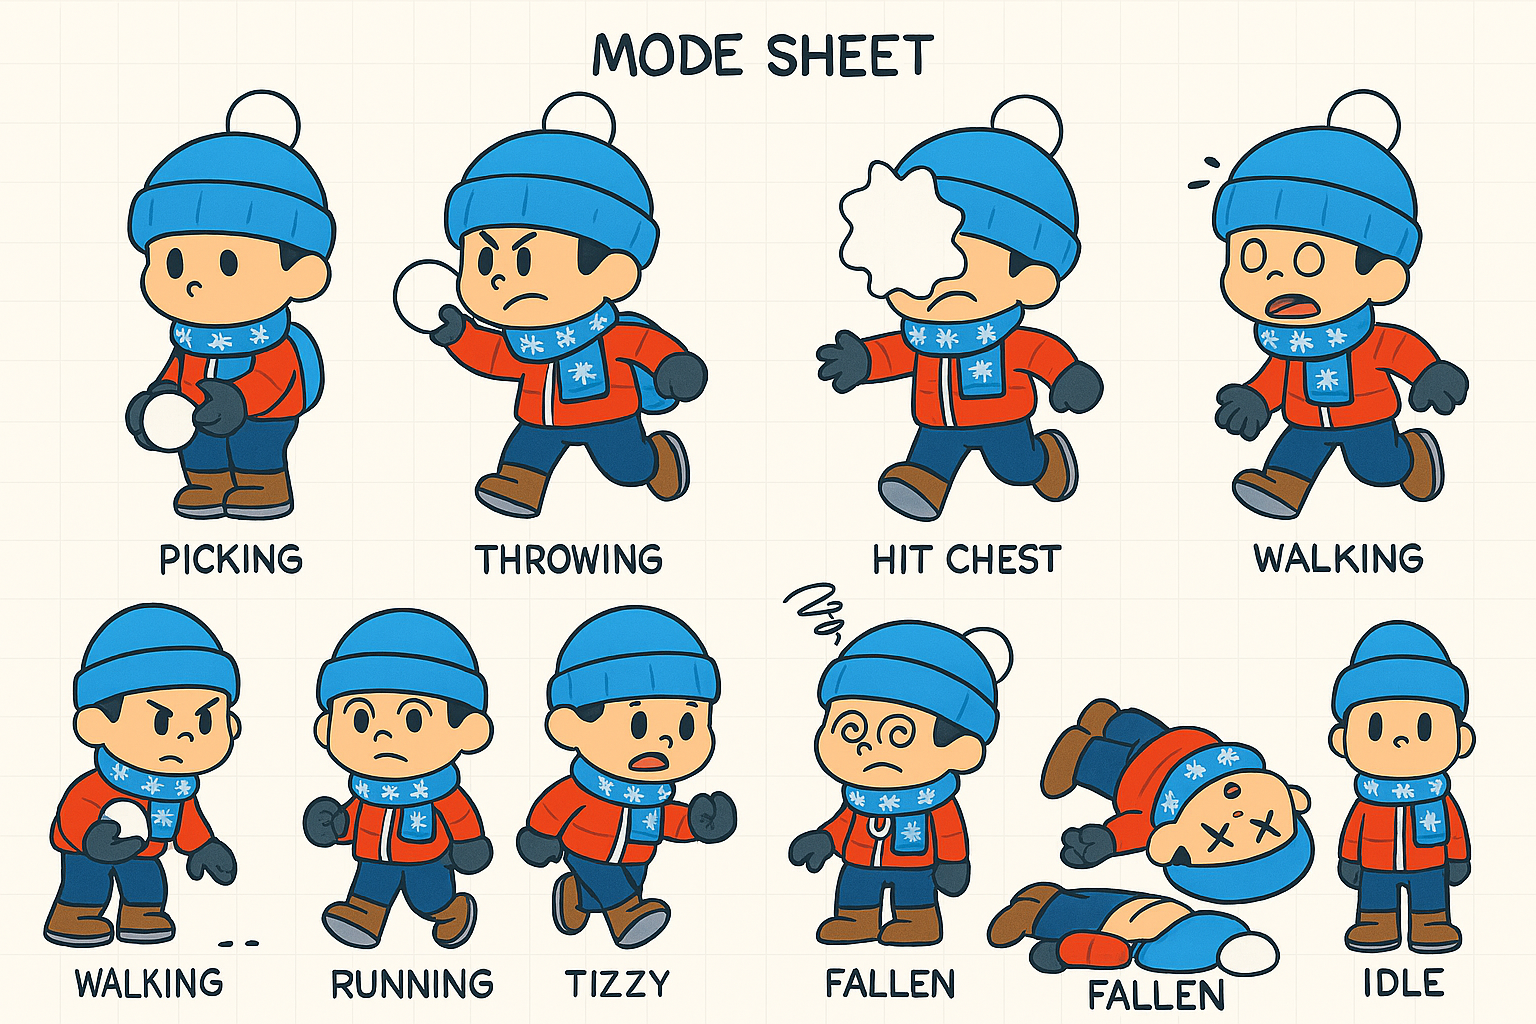 MODE SHEET
PICKING
THROWING
HIT CHEST
WALKING
WALKING
RUNNING
TIZZY
FALLEN
FALLEN
IDLE